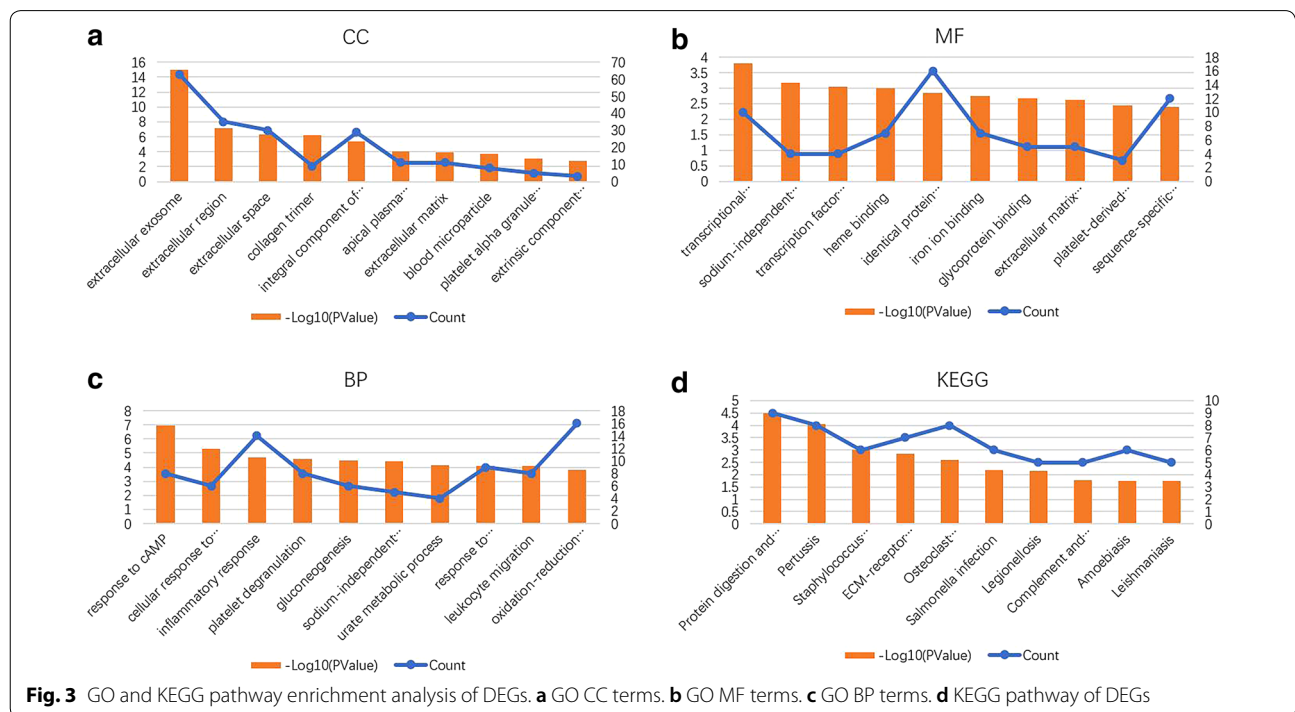 a
CC
16
14
12
10
8
6
4
2
0
70
60
50
40
30
20
10
0
extracellular exosome
extracellular region
extracellular space
collagen trimer
integral component of…
apical plasma…
extracellular matrix
blood microparticle
platelet alpha granule…
extrinsic component…
-Log10(PValue) Count
b
MF
4
3.5
3
2.5
2
1.5
1
0.5
0
18
16
14
12
10
8
6
4
2
0
transcriptional…
sodium-independent…
transcription factor…
heme binding
identical protein…
iron ion binding
glycoprotein binding
extracellular matrix…
platelet-derived…
sequence-specific…
-Log10(PValue) Count
c
BP
8
7
6
5
4
3
2
1
0
18
16
14
12
10
8
6
4
2
0
response to cAMP
cellular response to…
inflammatory response
platelet degranulation
gluconeogenesis
sodium-independent…
urate metabolic process
response to…
leukocyte migration
oxidation-reduction…
-Log10(PValue) Count
d
KEGG
5
4.5
4
3.5
3
2.5
2
1.5
1
0.5
0
10
9
8
7
6
5
4
3
2
1
0
Protein digestion and…
Pertussis
Staphylococcus…
ECM-receptor…
Osteoclast…
Salmonella infection
Legionellosis
Complement and…
Amoebiasis
Leishmaniasis
-Log10(PValue) Count
Fig. 3 GO and KEGG pathway enrichment analysis of DEGs. a GO CC terms. b GO MF terms. c GO BP terms. d KEGG pathway of DEGs